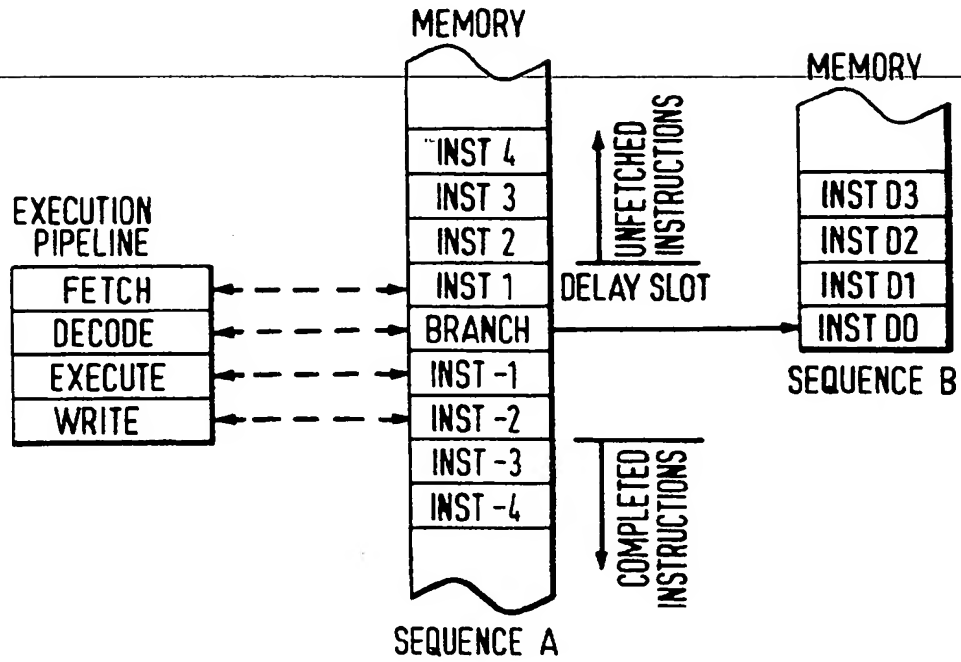 MEMORY
MEMORY
INST 4
INST 3
INST 2
INST 1
BRANCH
INST -1
INST -2
INST -3
INST -4
SEQUENCE A
EXECUTION
PIPELINE
FETCH
DECODE
EXECUTE
WRITE
UNFETCHED
INSTRUCTIONS
DELAY SLOT
COMPLETED
INSTRUCTIONS
INST D3
INST D2
INST D1
INST D0
SEQUENCE B